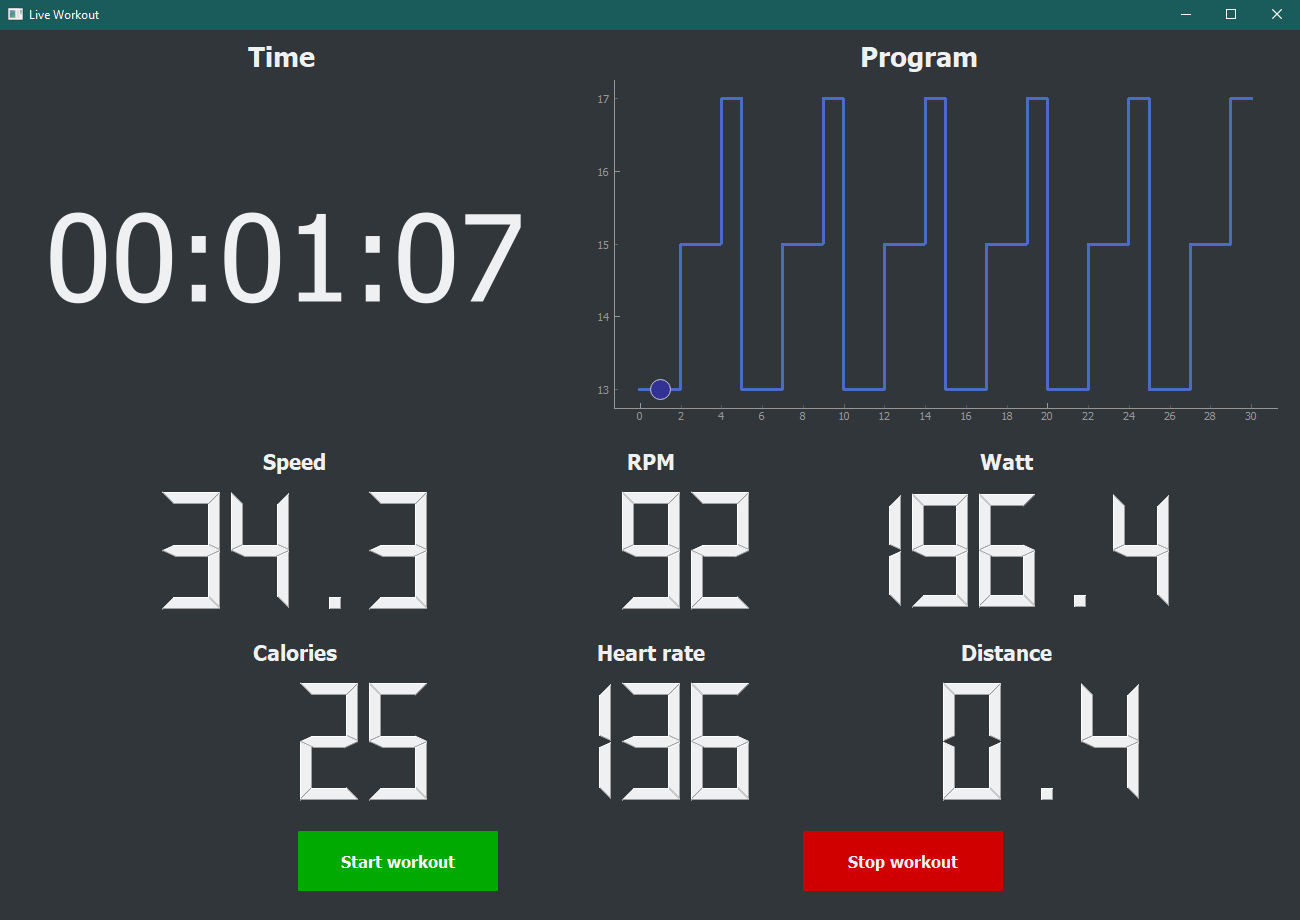 Live Workout
Time
Program
00:01:07
17
16
15
14
13
0 2 4 6 8 10 12 14 16 18 20 22 24 26 28 30
Speed RPM Watt
34.3 92 196.4
Calories Heart rate Distance
25 136 0.4
Start workout Stop workout